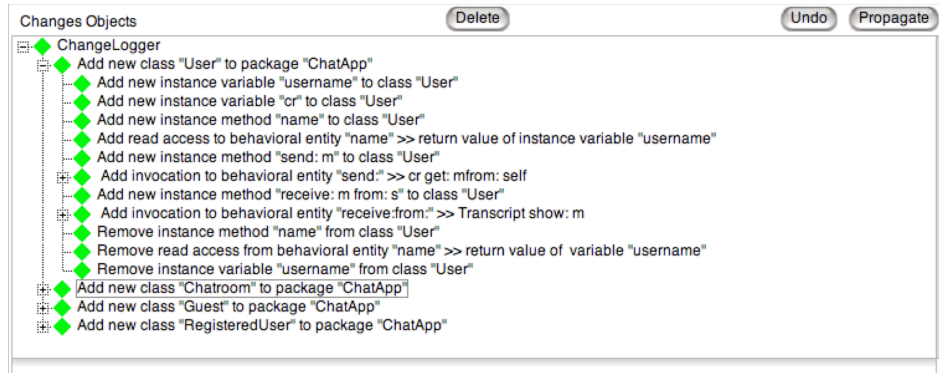 Changes Objects Delete Undo Propagate
ChangeLogger
Add new class "User" to package "ChatApp"
Add new instance variable "username" to class "User"
Add new instance variable "cr" to class "User"
Add new instance method "name" to class "User"
Add read access to behavioral entity "name" >> return value of instance variable "username"
Add new instance method "send: m" to class "User"
Add invocation to behavioral entity "send:" >> cr get: mfrom: self
Add new instance method "receive: m from: s" to class "User"
Add invocation to behavioral entity "receive:from:" >> Transcript show: m
Remove instance method "name" from class "User"
Remove read access from behavioral entity "name" >> return value of variable "username"
Remove instance variable "username" from class "User"
Add new class "Chatroom" to package "ChatApp"
Add new class "Guest" to package "ChatApp"
Add new class "RegisteredUser" to package "ChatApp"